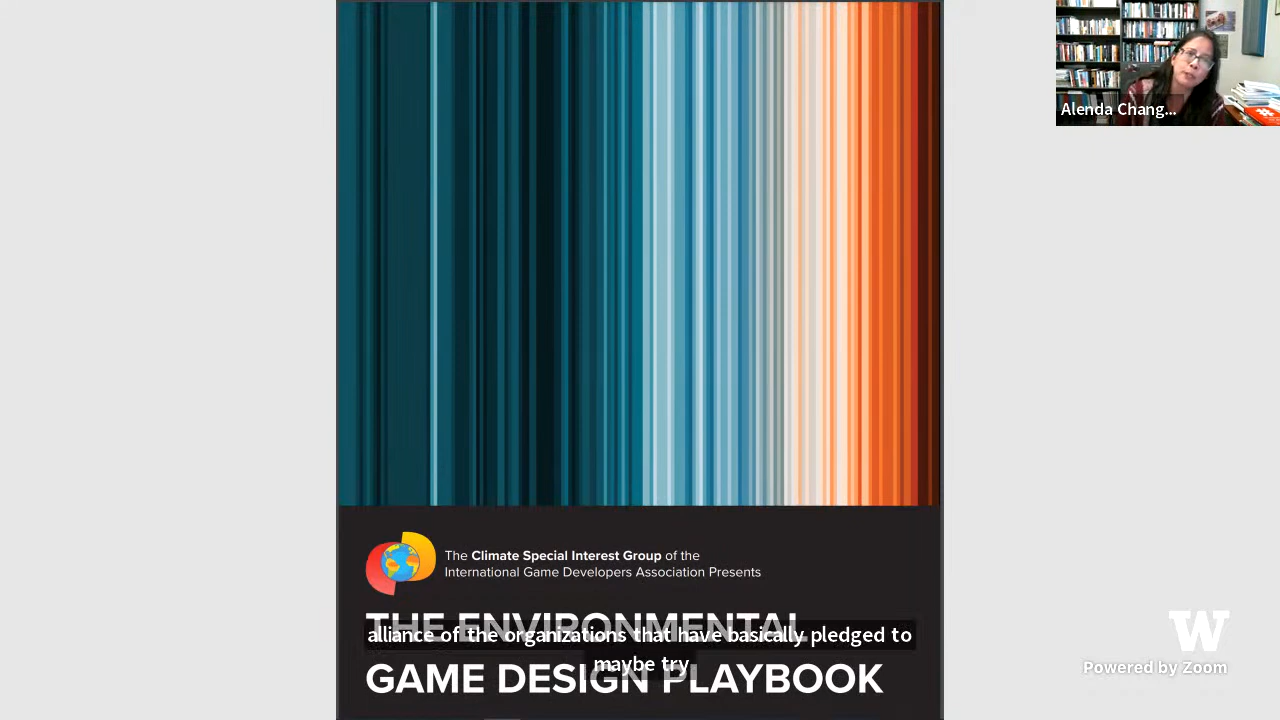 Alenda Chang...
The Climate Special Interest Group of the
International Game Developers Association Presents
THE ENVIRONMENTAL
alliance of the organizations that have basically pledged to
maybe try
GAME DESIGN PLAYBOOK
W
Powered by Zoom